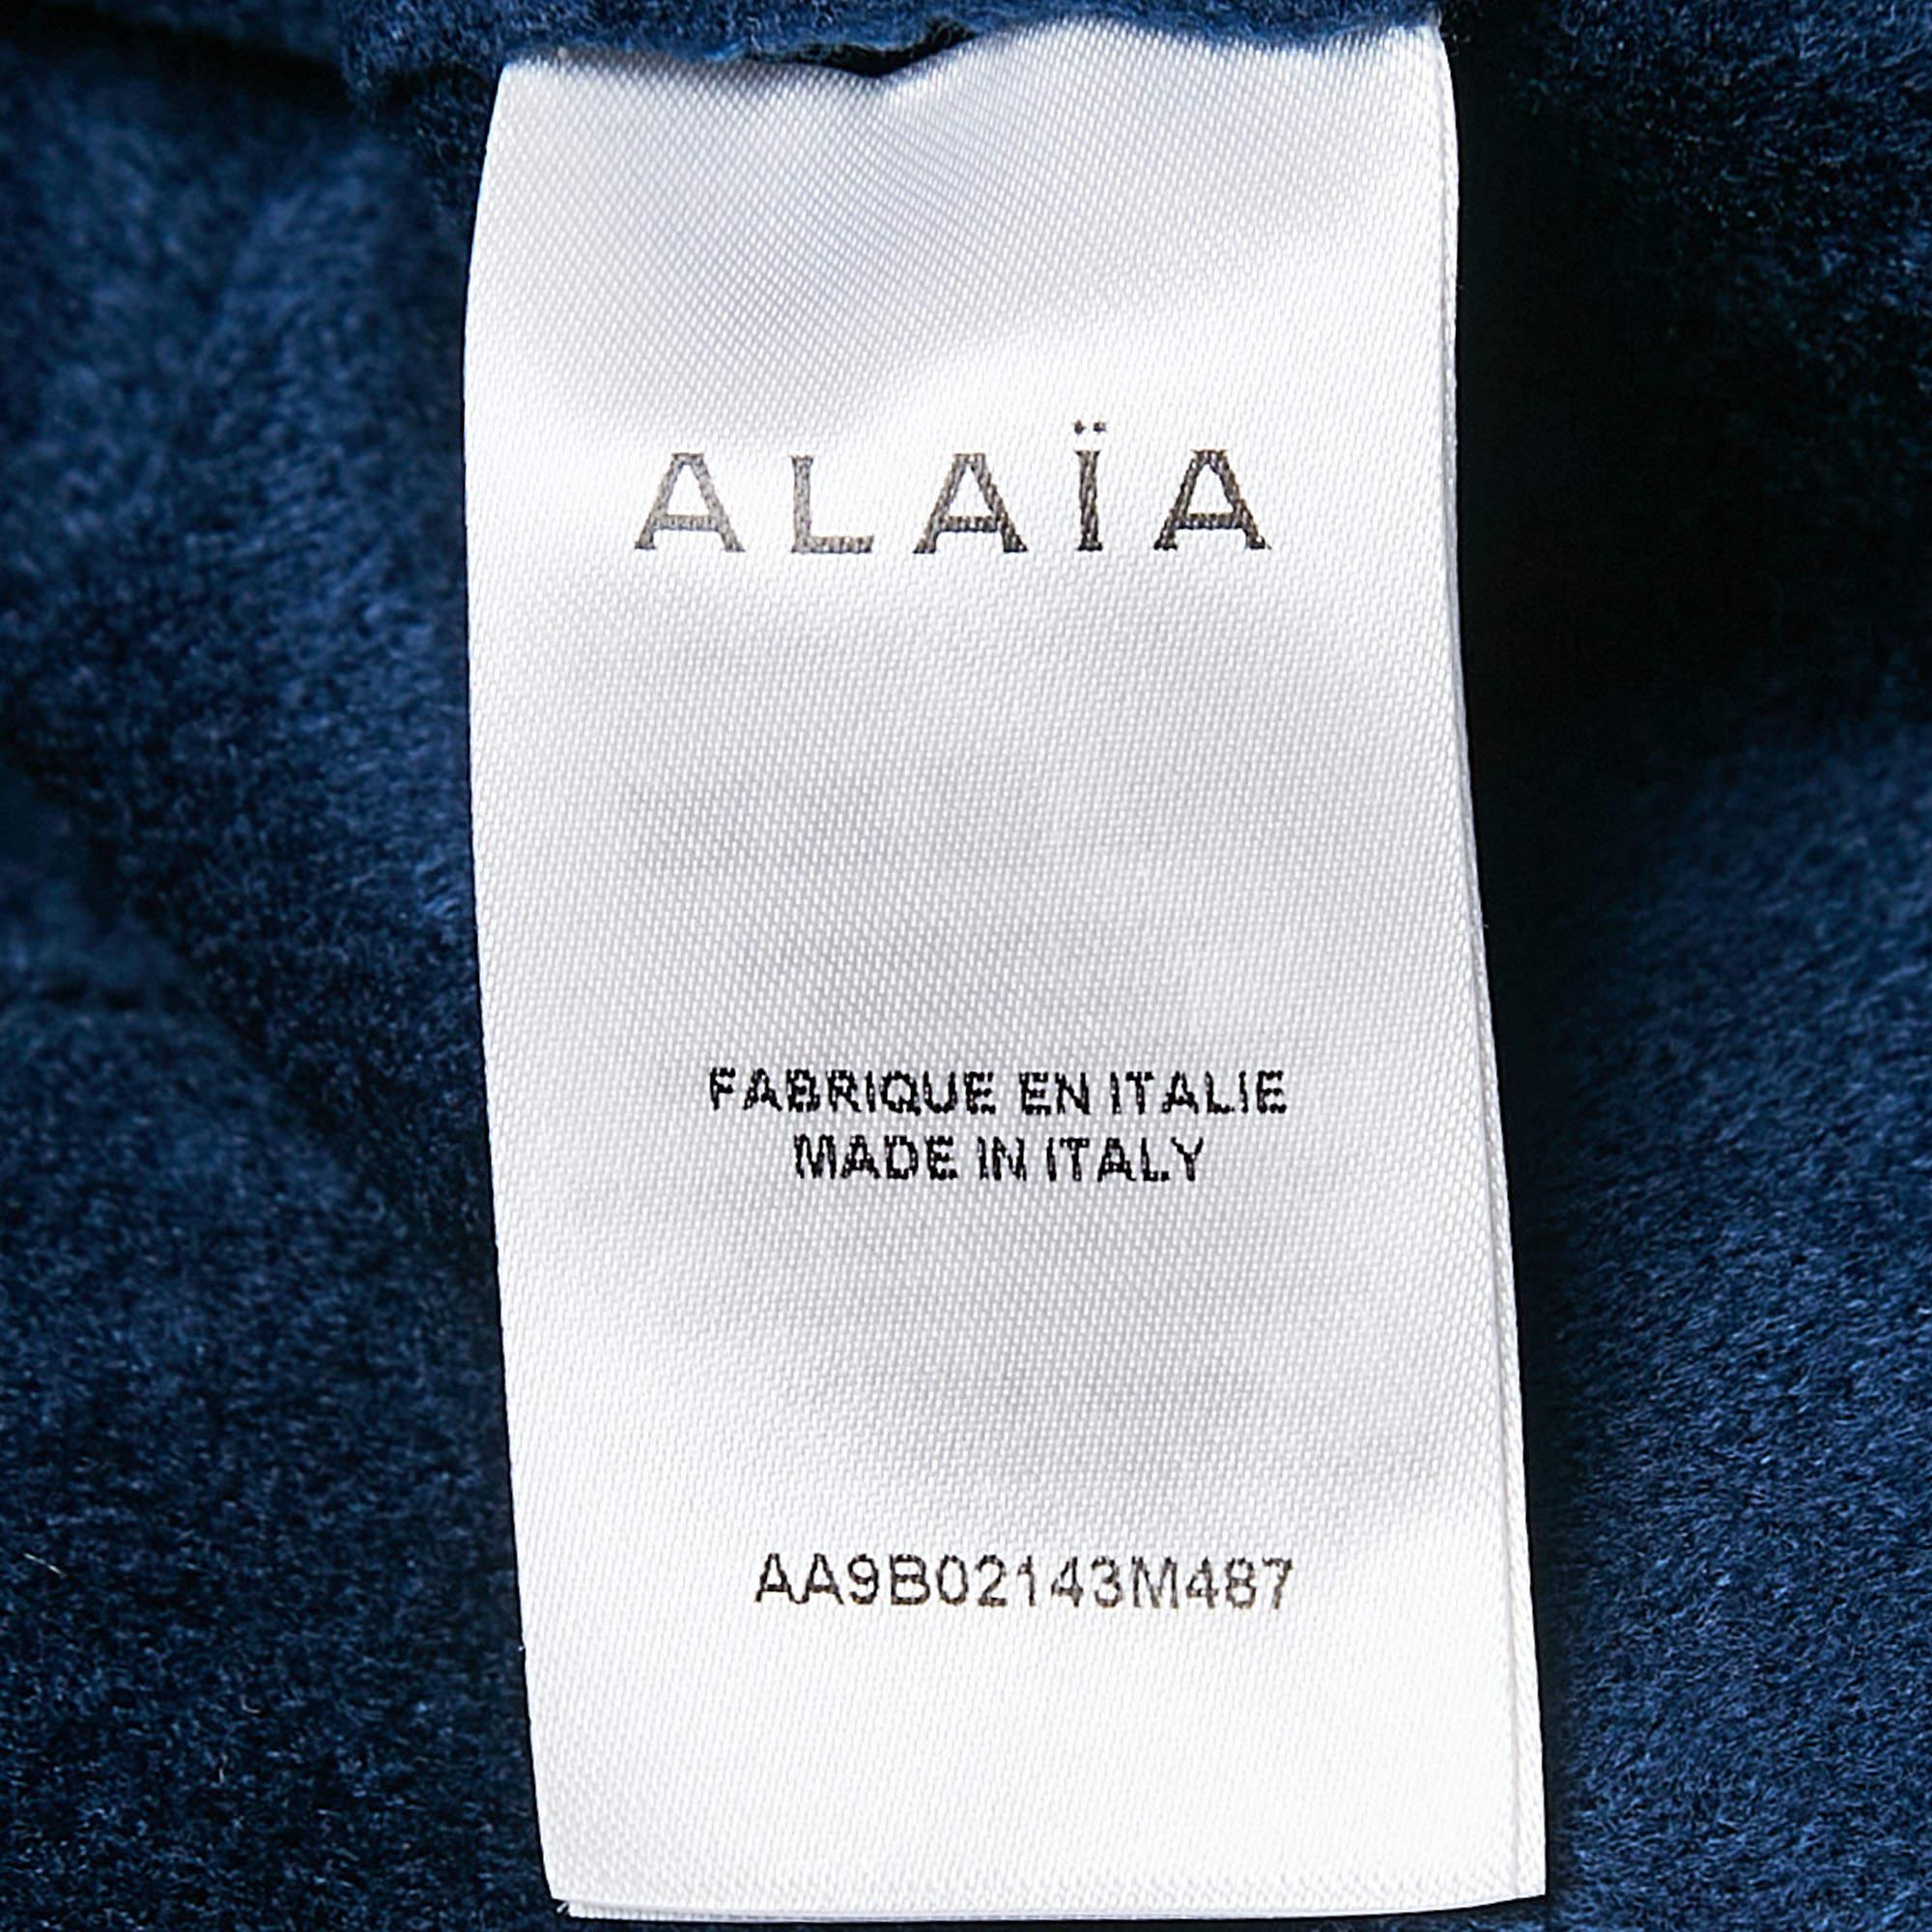 ALAÏA
FABRIQUE EN ITALIE
MADE IN ITALY
AA9B02143M487